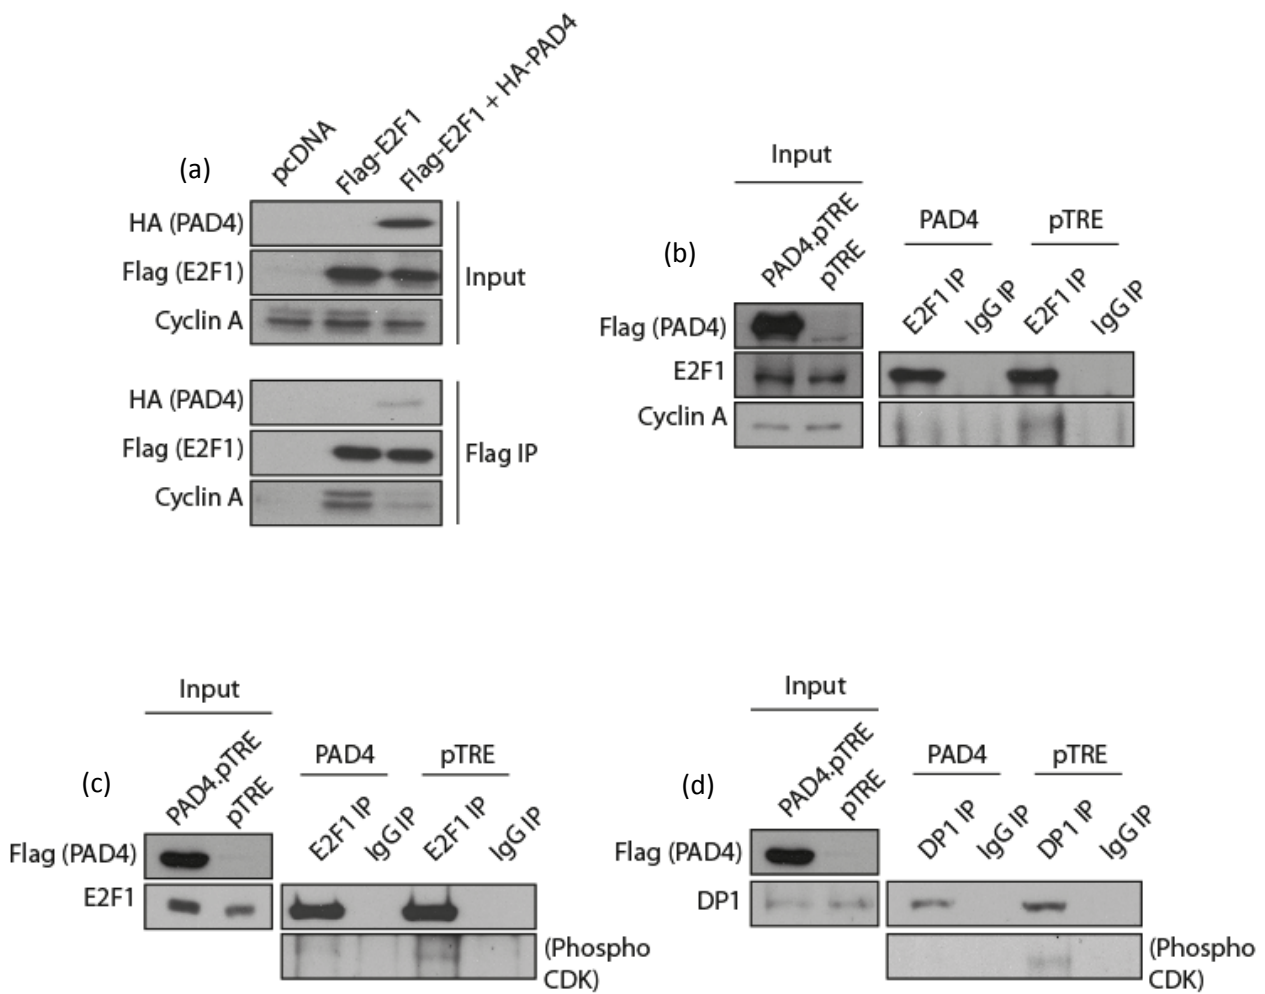 (a)
pcDNA
Flag-E2F1
Flag-E2F1 + HA-PAD4
HA (PAD4)
Flag (E2F1)
Cyclin A
Input
HA (PAD4)
Flag (E2F1)
Cyclin A
Flag IP
(b)
Input
PAD4.pTRE
pTRE
PAD4
pTRE
E2F1 IP
IgG IP
E2F1 IP
IgG IP
Flag (PAD4)
E2F1
Cyclin A
(c)
Input
PAD4.pTRE
pTRE
PAD4
pTRE
E2F1 IP
IgG IP
E2F1 IP
IgG IP
Flag (PAD4)
E2F1
(Phospho
CDK)
(d)
Input
PAD4.pTRE
pTRE
PAD4
pTRE
DP1 IP
IgG IP
DP1 IP
IgG IP
Flag (PAD4)
DP1
(Phospho
CDK)